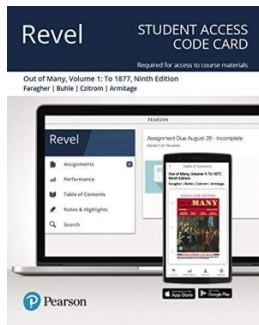 Revel
STUDENT ACCESS
CODE CARD
Required for access to course materials
Out of Many, Volume 1: To 1877, Ninth Edition
Faragher | Buhle | Czitrom | Armitage
PEARSON
Revel
Assignments
Performance
Table of Contents
Notes & Highlights
Search
Assignment Due August 26 - Incomplete
Table of Contents
Out of Many, Volume 1: To 1877,
Ninth Edition
Faragher | Buhle | Czitrom | Armitage
MANY
Pearson
App Store
Google Play